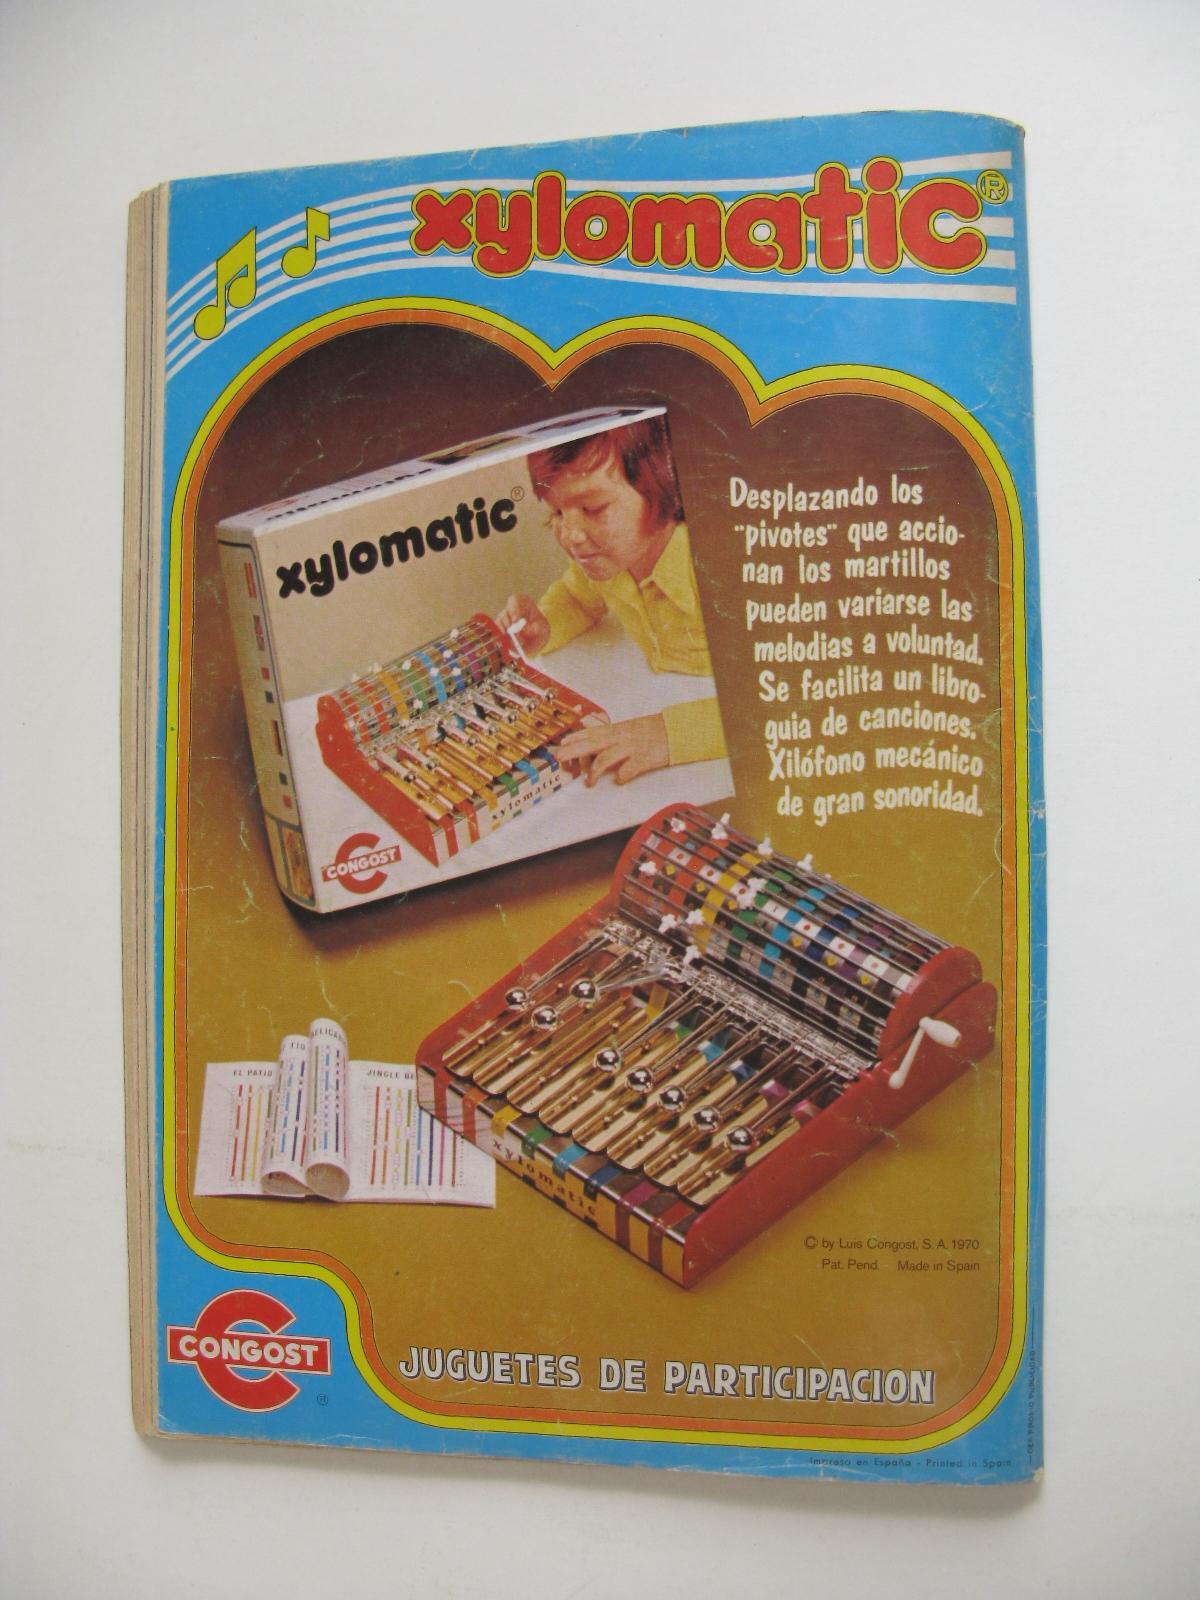 xylomatic®
xylomatic®
Desplazando los
"pivotes" que accio-
nan los martillos
pueden variarse las
melodias a voluntad.
Se facilita un libro-
guia de canciones.
Xilófono mecánico
de gran sonoridad.
xylomatic
CONGOST
EL PATIO
TIO
JINGLE BE
xylomatic
© by Luis Congost, S. A. 1970
Pat. Pend. Made in Spain
CONGOST
®
JUGUETES DE PARTICIPACION
Impreso en España - Printed in Spain